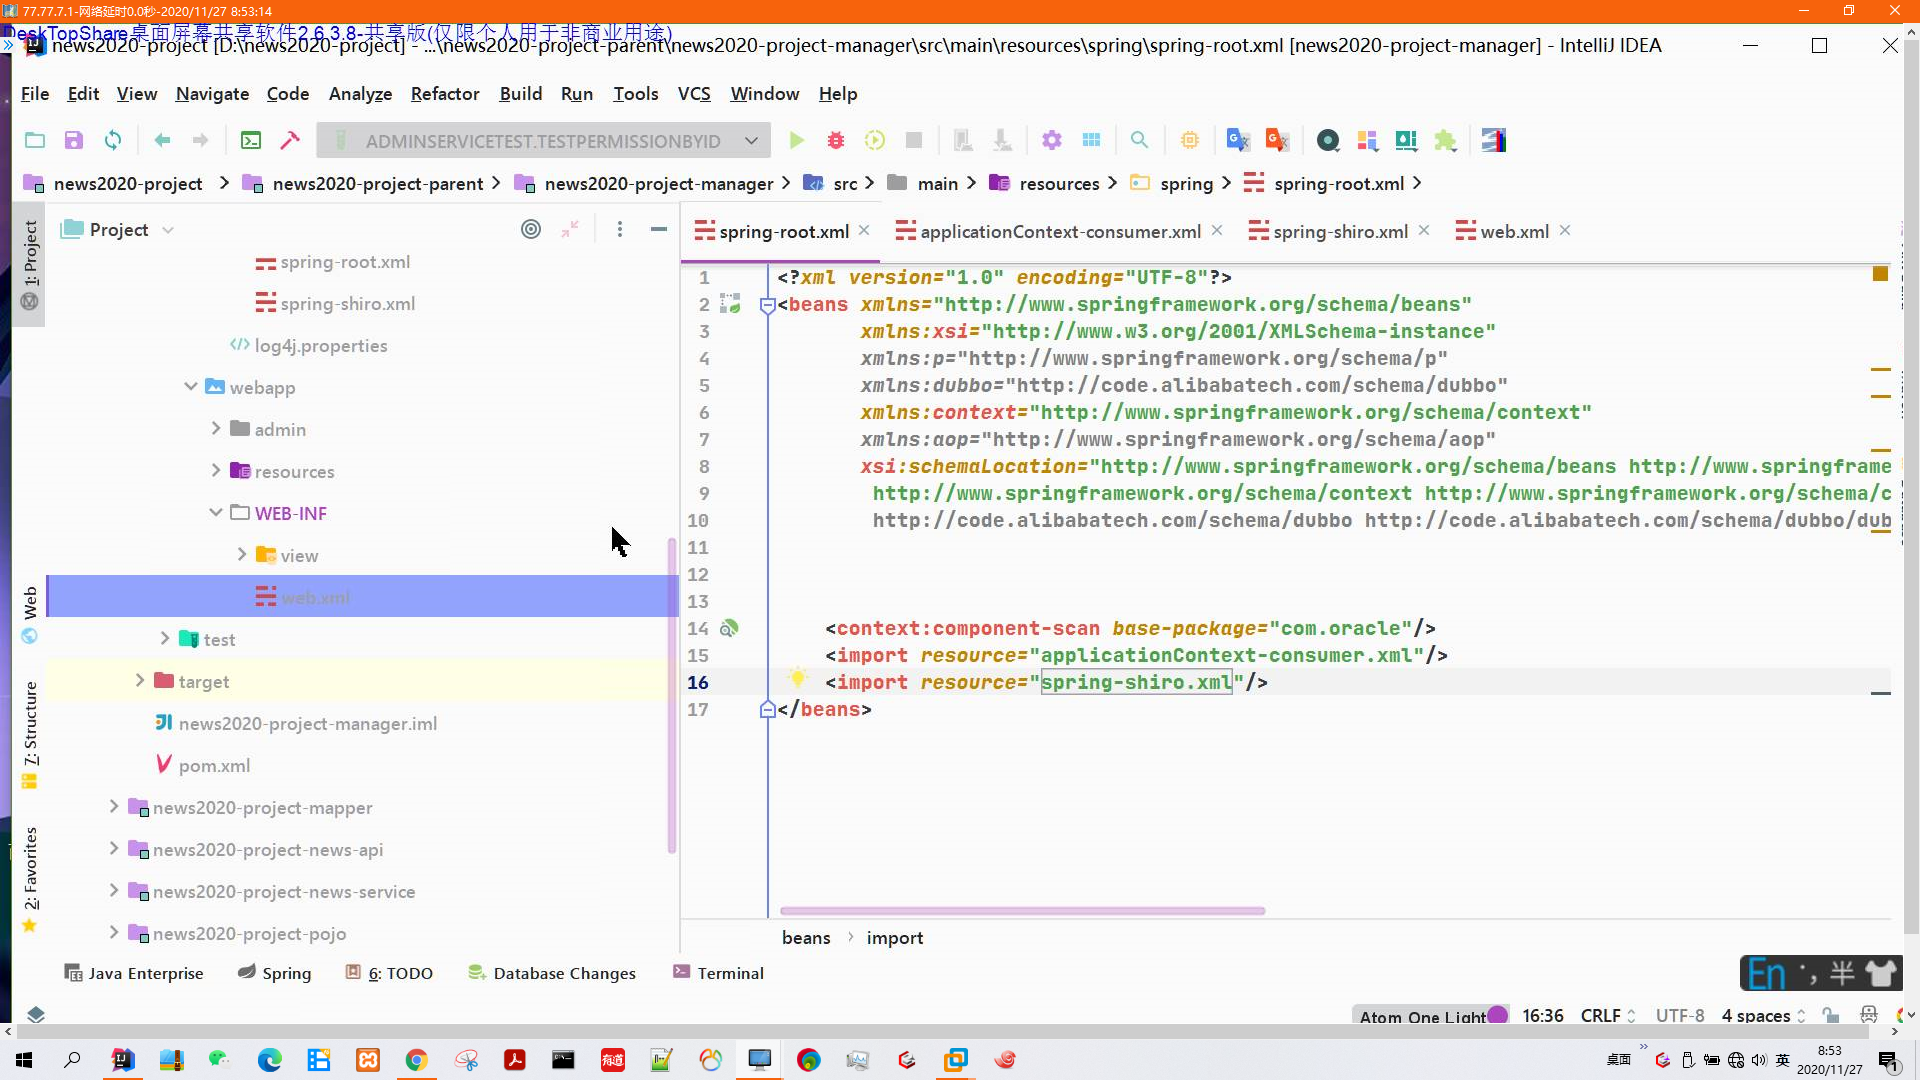 77.77.7.1-网络延时0.0秒-2020/11/27 8:53:14
DeskTopShare桌面屏幕共享软件2.6.3.8-共享版(仅限个人用于非商业用途)
news2020-project [D:\news2020-project] - ...\news2020-project-parent\news2020-project-manager\src\main\resources\spring\spring-root.xml [news2020-project-manager] - IntelliJ IDEA
File Edit View Navigate Code Analyze Refactor Build Run Tools VCS Window Help
ADMINSERVICETEST.TESTPERMISSIONBYID
news2020-project news2020-project-parent news2020-project-manager src main resources spring spring-root.xml
1: Project
Web
7: Structure
2: Favorites
Project
spring-root.xml
spring-shiro.xml
log4j.properties
webapp
admin
resources
WEB-INF
view
web.xml
test
target
news2020-project-manager.iml
pom.xml
news2020-project-mapper
news2020-project-news-api
news2020-project-news-service
news2020-project-pojo
spring-root.xml applicationContext-consumer.xml spring-shiro.xml web.xml
1 <?xml version="1.0" encoding="UTF-8"?>
2 <beans xmlns="http://www.springframework.org/schema/beans"
3 xmlns:xsi="http://www.w3.org/2001/XMLSchema-instance"
4 xmlns:p="http://www.springframework.org/schema/p"
5 xmlns:dubbo="http://code.alibabatech.com/schema/dubbo"
6 xmlns:context="http://www.springframework.org/schema/context"
7 xmlns:aop="http://www.springframework.org/schema/aop"
8 xsi:schemaLocation="http://www.springframework.org/schema/beans http://www.springframe
9 http://www.springframework.org/schema/context http://www.springframework.org/schema/c
10 http://code.alibabatech.com/schema/dubbo http://code.alibabatech.com/schema/dubbo/dub
11
12
13
14 <context:component-scan base-package="com.oracle"/>
15 <import resource="applicationContext-consumer.xml"/>
16 <import resource="spring-shiro.xml"/>
17 </beans>
beans import
Java Enterprise Spring 6: TODO Database Changes Terminal
En 半
Atom One Light 16:36 CRLF UTF-8 4 spaces
有道
桌面 英 8:53
2020/11/27
1